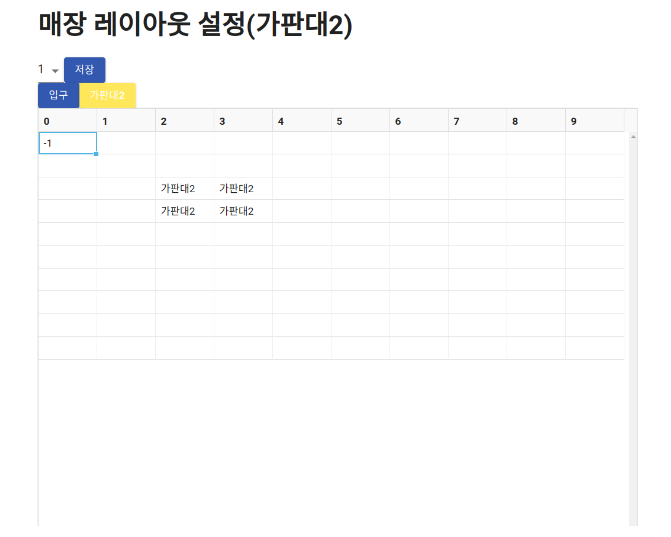 매장 레이아웃 설정(가판대2)
1 저장
입구 가판대2
0 1 2 3 4 5 6 7 8 9
-1
가판대2 가판대2
가판대2 가판대2